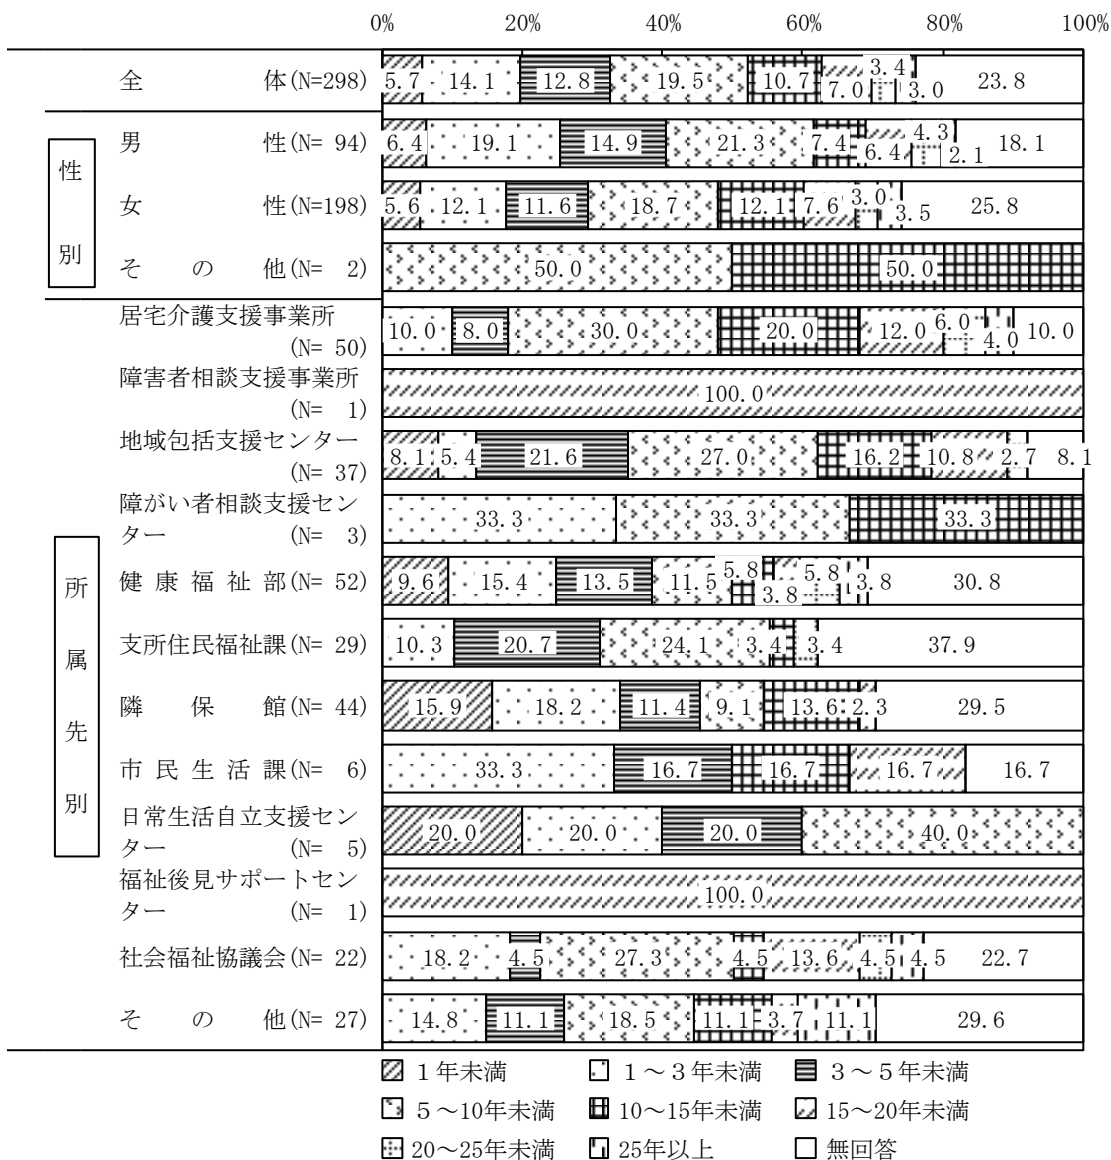 0% 20% 40% 60% 80% 100%
全体(N=298) 5.7 14.1 12.8 19.5 10.7 7.0 3.4 3.0 23.8
性別
男性(N= 94) 6.4 19.1 14.9 21.3 7.4 6.4 4.3 2.1 18.1
女性(N=198) 5.6 12.1 11.6 18.7 12.1 7.6 3.0 3.5 25.8
その他(N= 2) 50.0 50.0
所属先別
居宅介護支援事業所
(N= 50) 10.0 8.0 30.0 20.0 12.0 6.0 4.0 10.0
障害者相談支援事業所
(N= 1) 100.0
地域包括支援センター
(N= 37) 8.1 5.4 21.6 27.0 16.2 10.8 2.7 8.1
障がい者相談支援セン
ター (N= 3) 33.3 33.3 33.3
健康福祉部(N= 52) 9.6 15.4 13.5 11.5 5.8 3.8 5.8 3.8 30.8
支所住民福祉課(N= 29) 10.3 20.7 24.1 3.4 3.4 37.9
隣保館(N= 44) 15.9 18.2 11.4 9.1 13.6 2.3 29.5
市民生活課(N= 6) 33.3 16.7 16.7 16.7 16.7
日常生活自立支援セン
ター (N= 5) 20.0 20.0 20.0 40.0
福祉後見サポートセン
ター (N= 1) 100.0
社会福祉協議会(N= 22) 18.2 4.5 27.3 4.5 13.6 4.5 4.5 22.7
その他(N= 27) 14.8 11.1 18.5 11.1 3.7 11.1 29.6
1年未満 1～3年未満 3～5年未満
5～10年未満 10～15年未満 15～20年未満
20～25年未満 25年以上 無回答